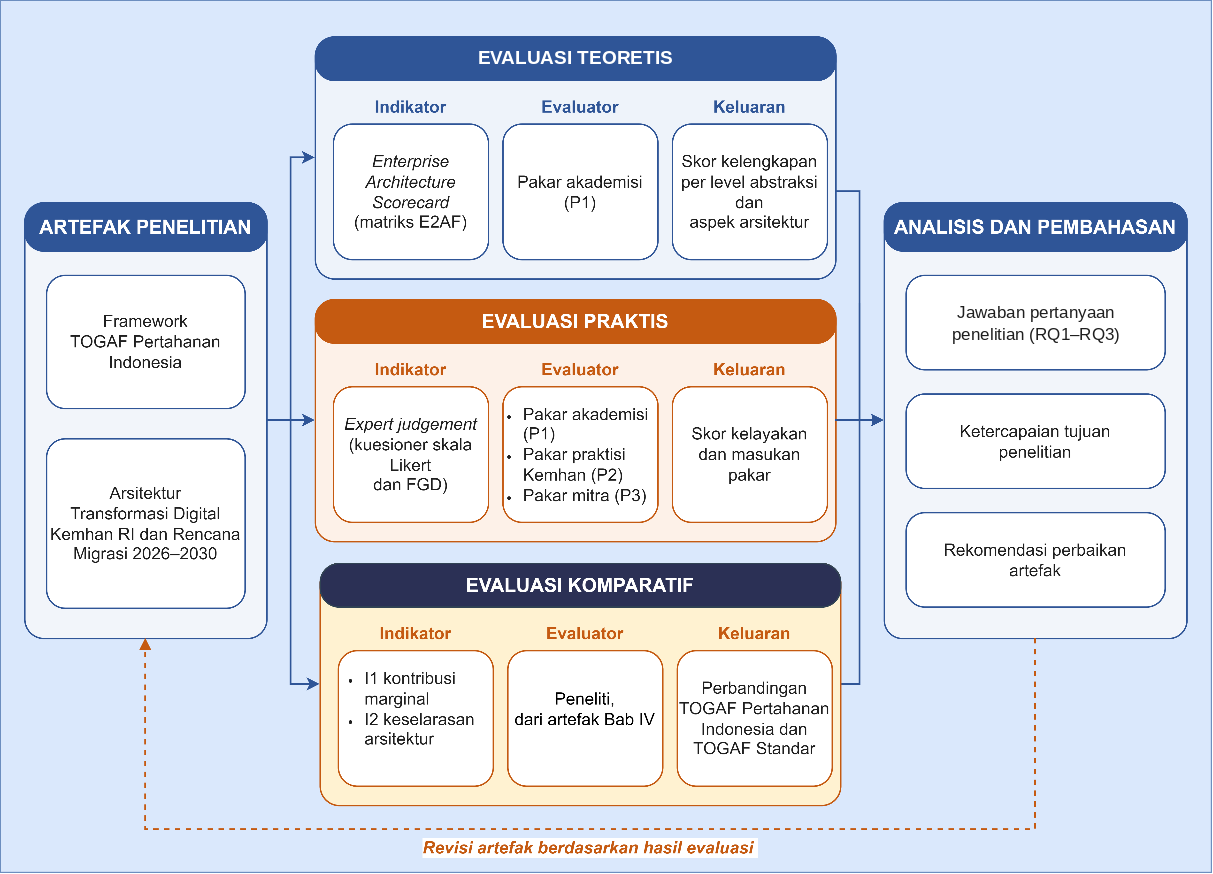 EVALUASI TEORETIS
Indikator
Evaluator
Keluaran
Enterprise
Architecture
Scorecard
(matriks E2AF)
Pakar akademisi
(P1)
Skor kelengkapan
per level abstraksi
dan
aspek arsitektur
ARTEFAK PENELITIAN
Framework
TOGAF Pertahanan
Indonesia
Arsitektur
Transformasi Digital
Kemhan RI dan Rencana
Migrasi 2026–2030
EVALUASI PRAKTIS
Indikator
Evaluator
Keluaran
Expert judgement
(kuesioner skala
Likert
dan FGD)
• Pakar akademisi
(P1)
• Pakar praktisi
Kemhan (P2)
• Pakar mitra (P3)
Skor kelayakan
dan masukan
pakar
EVALUASI KOMPARATIF
Indikator
Evaluator
Keluaran
• I1 kontribusi
marginal
• I2 keselarasan
arsitektur
Peneliti,
dari artefak Bab IV
Perbandingan
TOGAF Pertahanan
Indonesia dan
TOGAF Standar
ANALISIS DAN PEMBAHASAN
Jawaban pertanyaan
penelitian (RQ1–RQ3)
Ketercapaian tujuan
penelitian
Rekomendasi perbaikan
artefak
Revisi artefak berdasarkan hasil evaluasi